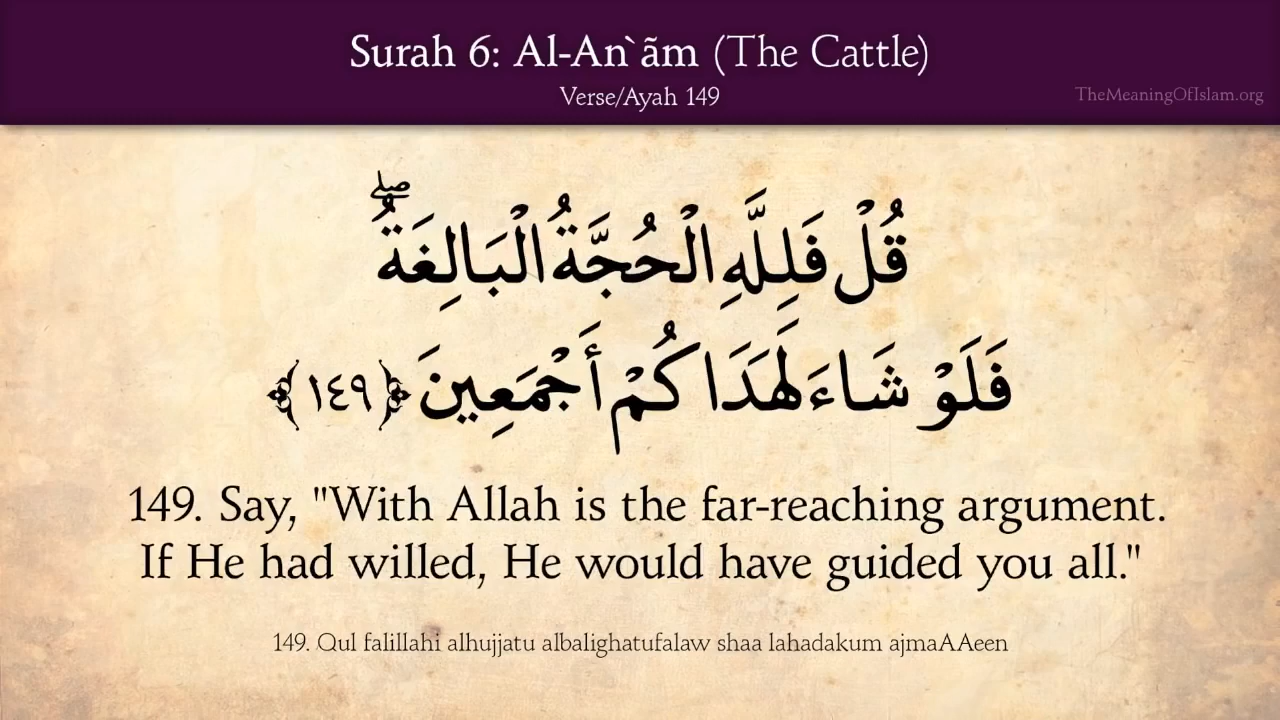 Surah 6: Al-An`ãm (The Cattle)
Verse/Ayah 149
TheMeaningOfIslam.org
قُلْ فَلِلَّهِ الْحُجَّةُ الْبَالِغَةُ ۖ
فَلَوْ شَاءَ لَهَدَاكُمْ أَجْمَعِينَ ﴿١٤٩﴾
149. Say, "With Allah is the far-reaching argument.
If He had willed, He would have guided you all."
149. Qul falillahi alhujjatu albalighatufalaw shaa lahadakum ajmaAAeen